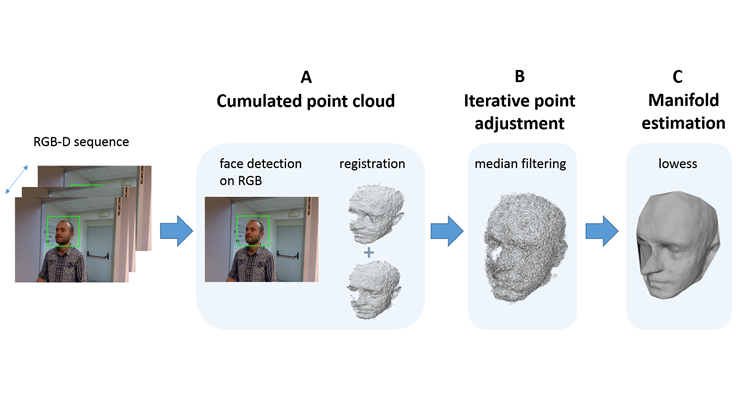 A
Cumulated point cloud
B
Iterative point
adjustment
C
Manifold
estimation
RGB-D sequence
face detection
on RGB
registration
+
median filtering
lowess